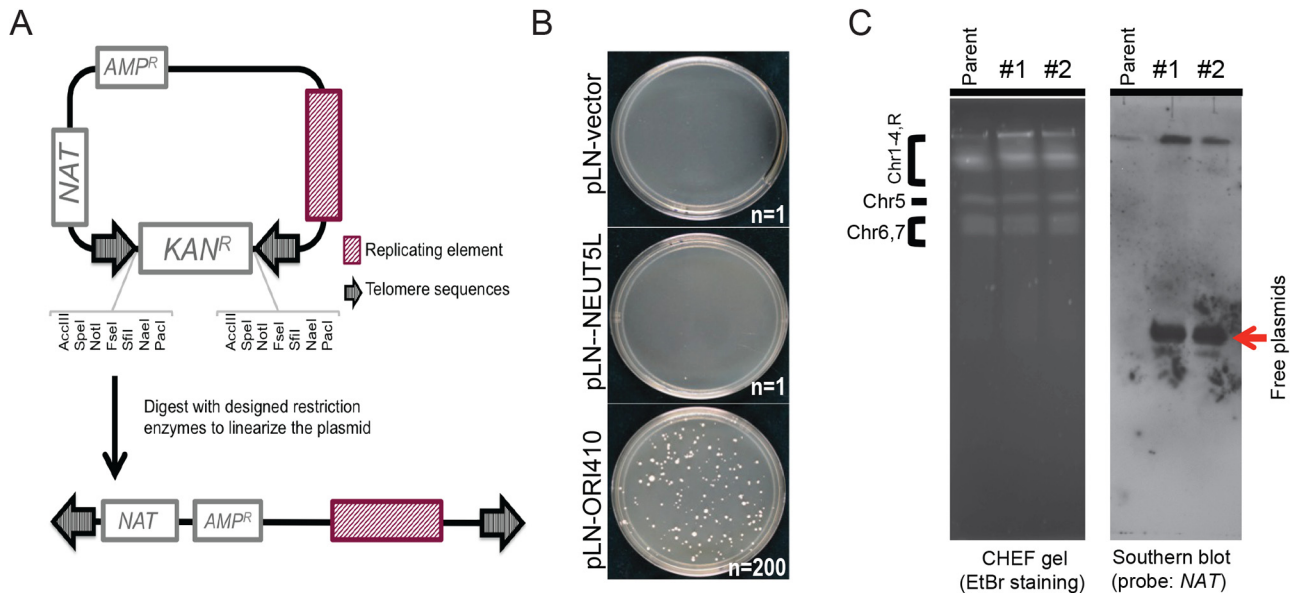 A
AMP^R
NAT
KAN^R
Replicating element
Telomere sequences
AccIII
SpeI
NotI
FseI
SfiI
NaeI
PacI
AccIII
SpeI
NotI
FseI
SfiI
NaeI
PacI
Digest with designed restriction
enzymes to linearize the plasmid
NAT
AMP^R
B
pLN-vector
n=1
pLN--NEUT5L
n=1
pLN-ORI410
n=200
C
Parent
#1
#2
Parent
#1
#2
Chr1-4,R
Chr5
Chr6,7
Free plasmids
CHEF gel
(EtBr staining)
Southern blot
(probe: NAT)